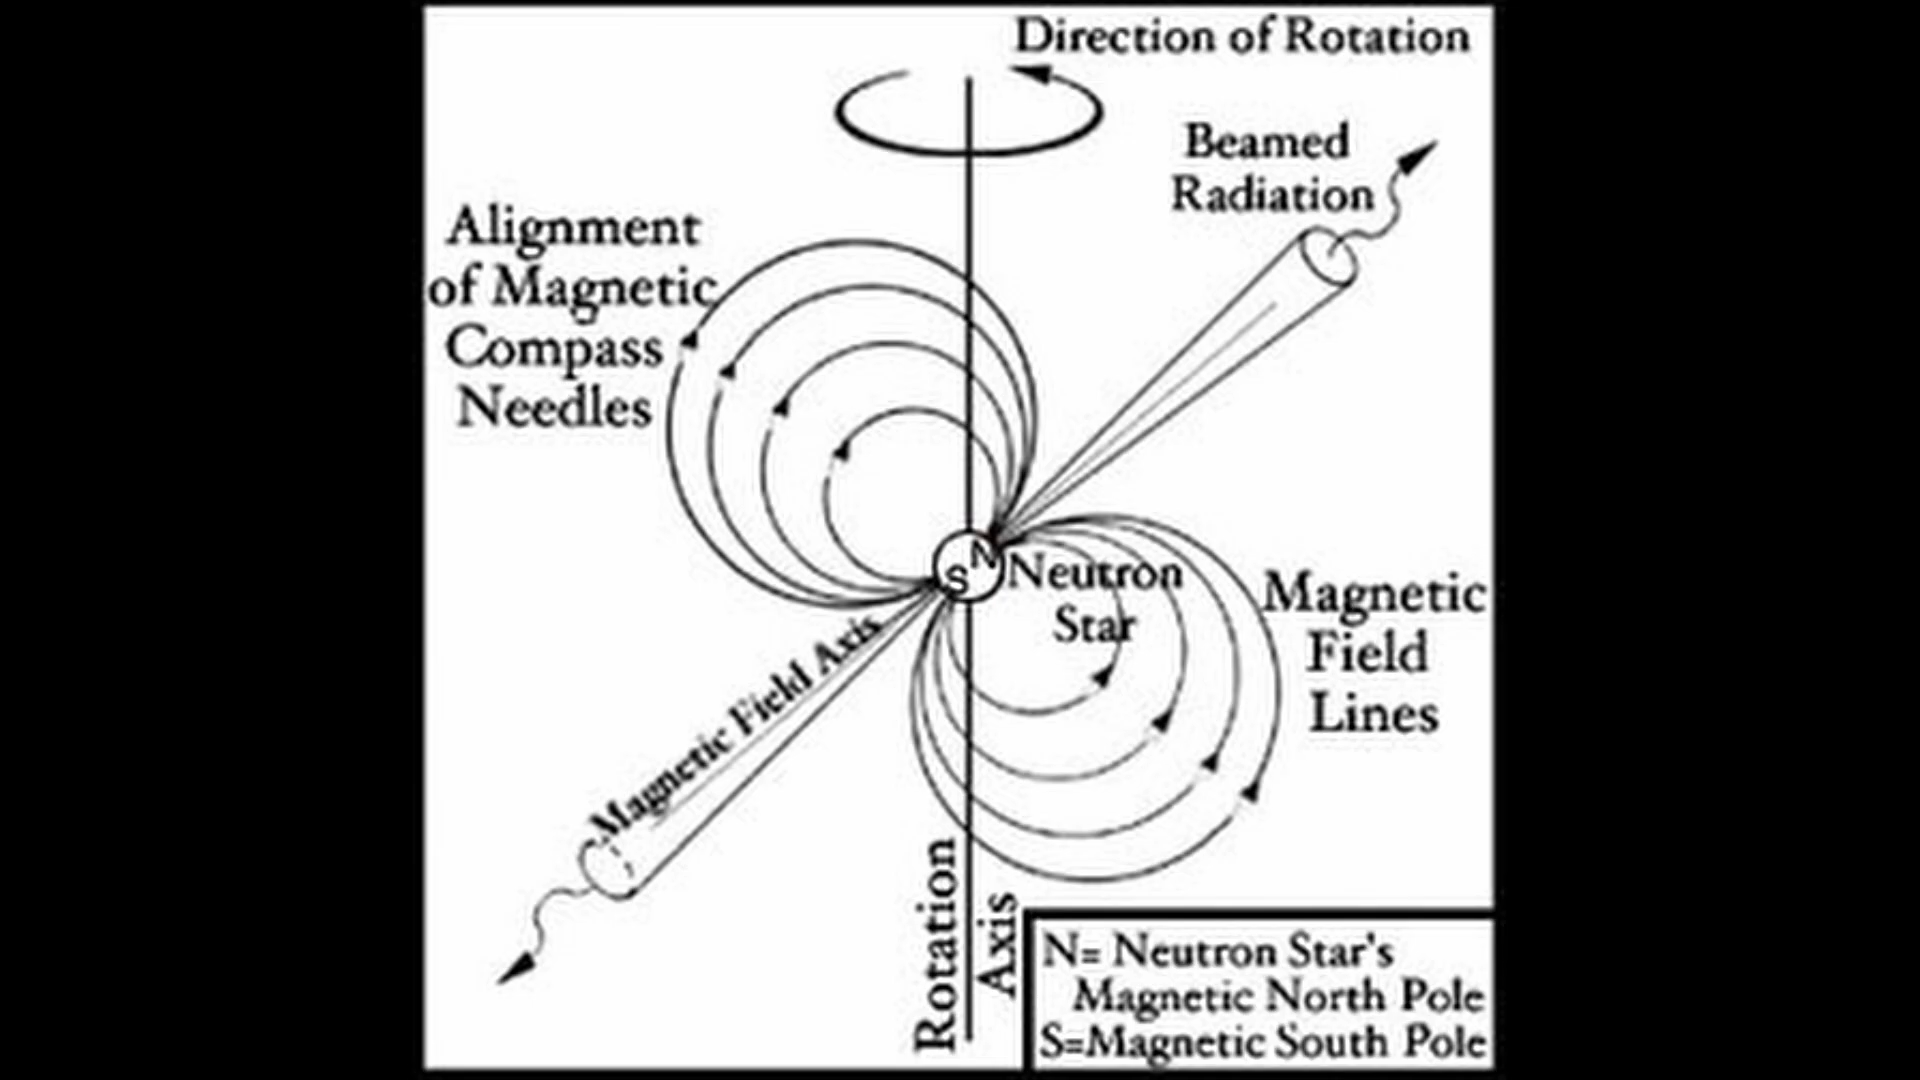 Direction of Rotation
Beamed
Radiation
Alignment
of Magnetic
Compass
Needles
N
S
Neutron
Star
Magnetic
Field
Lines
Magnetic Field Axis
Rotation
Axis
N= Neutron Star's
Magnetic North Pole
S=Magnetic South Pole